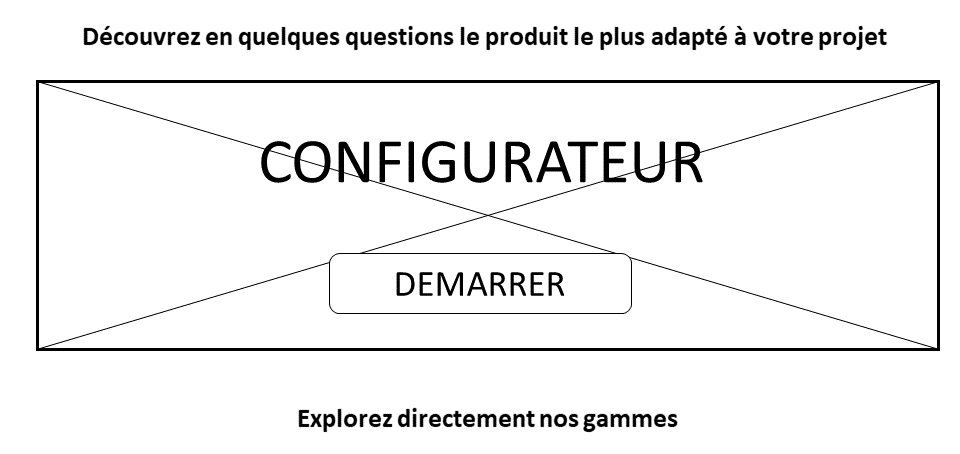 Découvrez en quelques questions le produit le plus adapté à votre projet
CONFIGURATEUR
DEMARRER
Explorez directement nos gammes